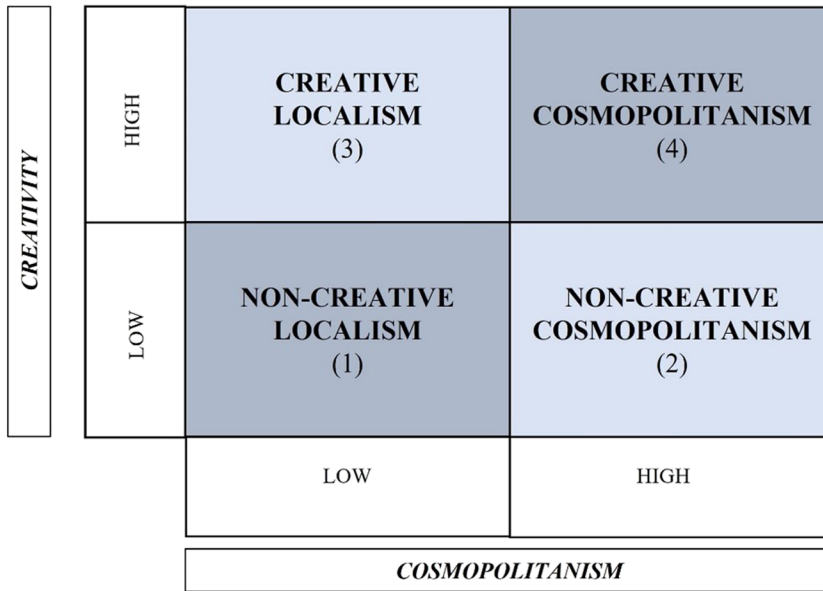 CREATIVITY
HIGH
CREATIVE
LOCALISM
(3)
CREATIVE
COSMOPOLITANISM
(4)
LOW
NON-CREATIVE
LOCALISM
(1)
NON-CREATIVE
COSMOPOLITANISM
(2)
LOW
HIGH
COSMOPOLITANISM